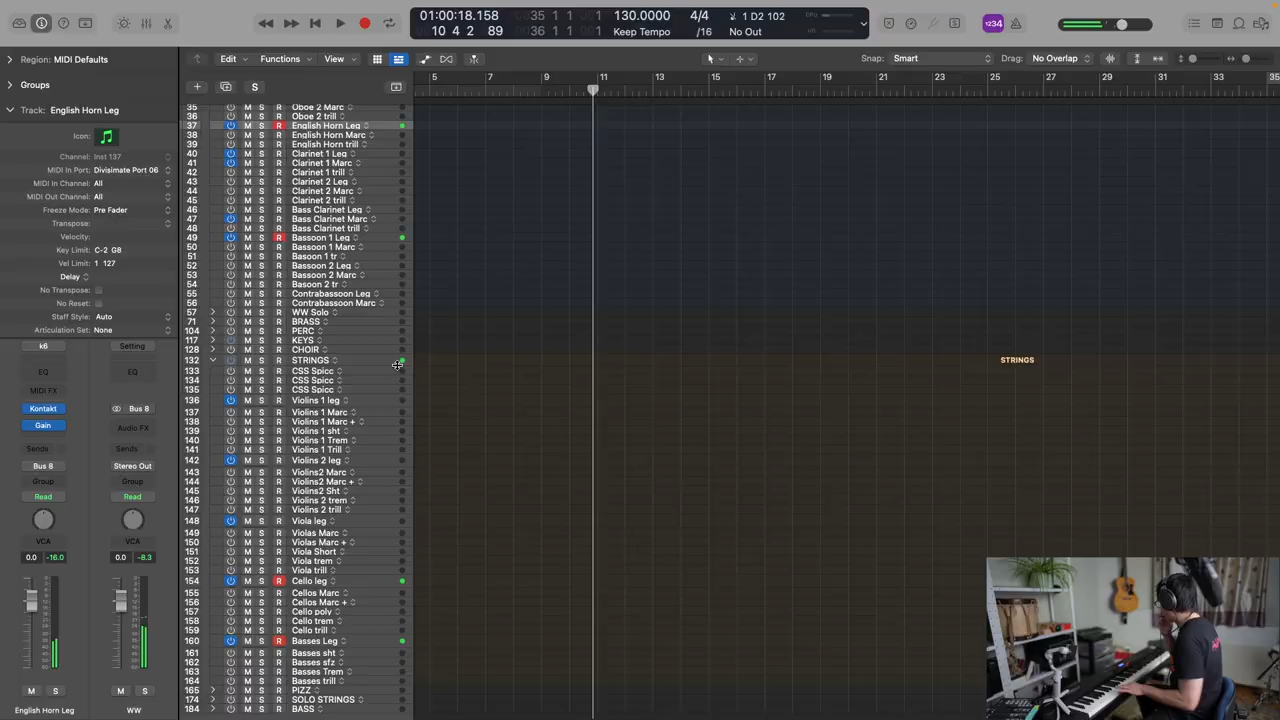 01:00:18.158
10 4 2 89
35 1 1 1
36 1 1 1
130.0000
Keep Tempo
4/4
/16
1 D2 102
No Out
CPU
HD
1234
Region: MIDI Defaults
Groups
Track: English Horn Leg
Icon:
Channel: Inst 137
MIDI In Port: Divisimate Port 06
MIDI In Channel: All
MIDI Out Channel: All
Freeze Mode: Pre Fader
Transpose:
Velocity:
Key Limit: C-2 G8
Vel Limit: 1 127
Delay
No Transpose:
No Reset:
Staff Style: Auto
Articulation Set: None
k6
Setting
EQ
EQ
MIDI FX
Kontakt
Bus 8
Gain
Audio FX
Sends
Sends
Bus 8
Stereo Out
Group
Group
Read
Read
VCA
VCA
0.0 -16.0
0.0 -8.3
M S
M S
English Horn Leg
WW
Edit Functions View
Snap: Smart
Drag: No Overlap
S
5 7 9 11 13 15 17 19 21 23 25 27 29 31 33 35
35 M S R Oboe 2 Marc
36 M S R Oboe 2 trill
37 M S R English Horn Leg
38 M S R English Horn Marc
39 M S R English Horn trill
40 M S R Clarinet 1 Leg
41 M S R Clarinet 1 Marc
42 M S R Clarinet 1 trill
43 M S R Clarinet 2 Leg
44 M S R Clarinet 2 Marc
45 M S R Clarinet 2 trill
46 M S R Bass Clarinet Leg
47 M S R Bass Clarinet Marc
48 M S R Bass Clarinet trill
49 M S R Bassoon 1 Leg
50 M S R Bassoon 1 Marc
51 M S R Basoon 1 tr
52 M S R Bassoon 2 Leg
53 M S R Bassoon 2 Marc
54 M S R Basoon 2 tr
55 M S R Contrabassoon Leg
56 M S R Contrabassoon Marc
57 M S R WW Solo
71 M S R BRASS
104 M S R PERC
117 M S R KEYS
128 M S R CHOIR
132 M S R STRINGS
STRINGS
133 M S R CSS Spicc
134 M S R CSS Spicc
135 M S R CSS Spicc
136 M S R Violins 1 leg
137 M S R Violins 1 Marc
138 M S R Violins 1 Marc +
139 M S R Violins 1 sht
140 M S R Violins 1 Trem
141 M S R Violins 1 Trill
142 M S R Violins 2 leg
143 M S R Violins2 Marc
144 M S R Violins2 Marc +
145 M S R Violins2 Sht
146 M S R Violins 2 trem
147 M S R Violins 2 trill
148 M S R Viola leg
149 M S R Violas Marc
150 M S R Violas Marc +
151 M S R Viola Short
152 M S R Viola trem
153 M S R Viola trill
154 M S R Cello leg
155 M S R Cellos Marc
156 M S R Cellos Marc +
157 M S R Cello poly
158 M S R Cello trem
159 M S R Cello trill
160 M S R Basses Leg
161 M S R Basses sht
162 M S R Basses sfz
163 M S R Basses Trem
164 M S R Basses trill
165 M S R PIZZ
174 M S R SOLO STRINGS
184 M S R BASS